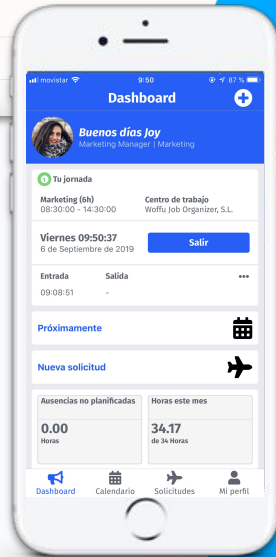 movistar 9:50 87 %
Dashboard
Buenos días Joy
Marketing Manager | Marketing
Tu jornada
Marketing (6h) Centro de trabajo
08:30:00 - 14:30:00 Woffu Job Organizer, S.L.
Viernes 09:50:37 Salir
6 de Septiembre de 2019
Entrada Salida
09:08:51 -
Próximamente
Nueva solicitud
Ausencias no planificadas Horas este mes
0.00 34.17
Horas de 34 Horas
Dashboard Calendario Solicitudes Mi perfil